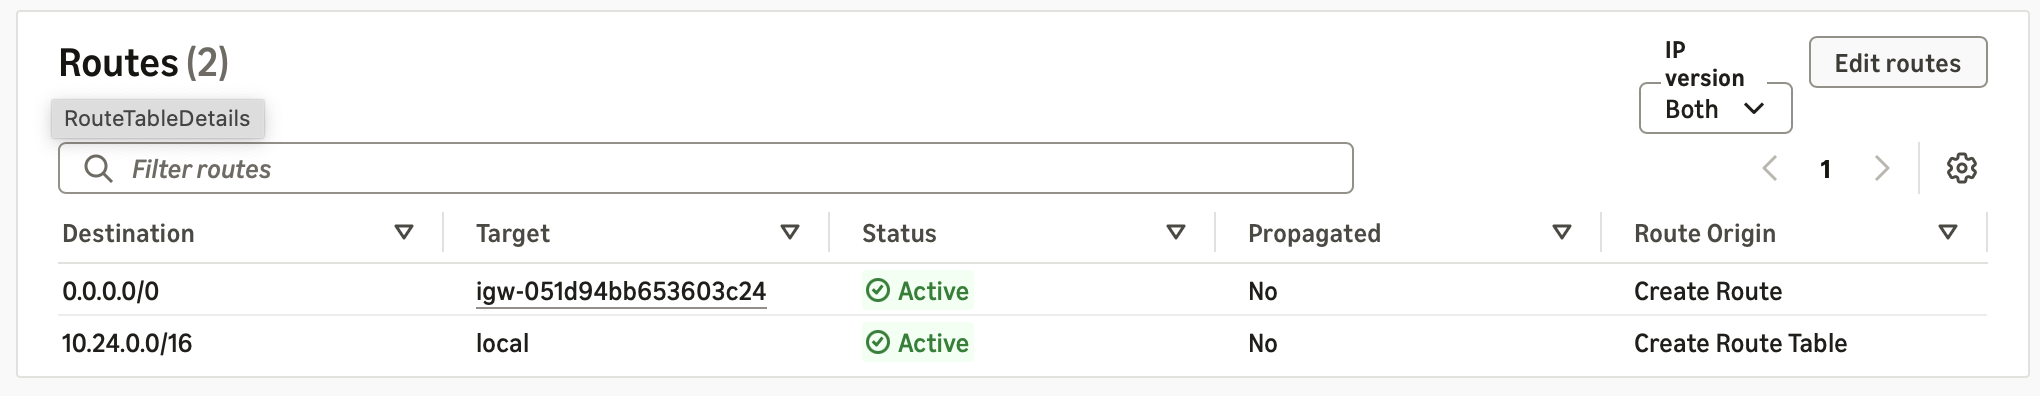 Routes (2)
IP version
Both
Edit routes
RouteTableDetails
Filter routes
1
Destination Target Status Propagated Route Origin
0.0.0.0/0 igw-051d94bb653603c24 Active No Create Route
10.24.0.0/16 local Active No Create Route Table